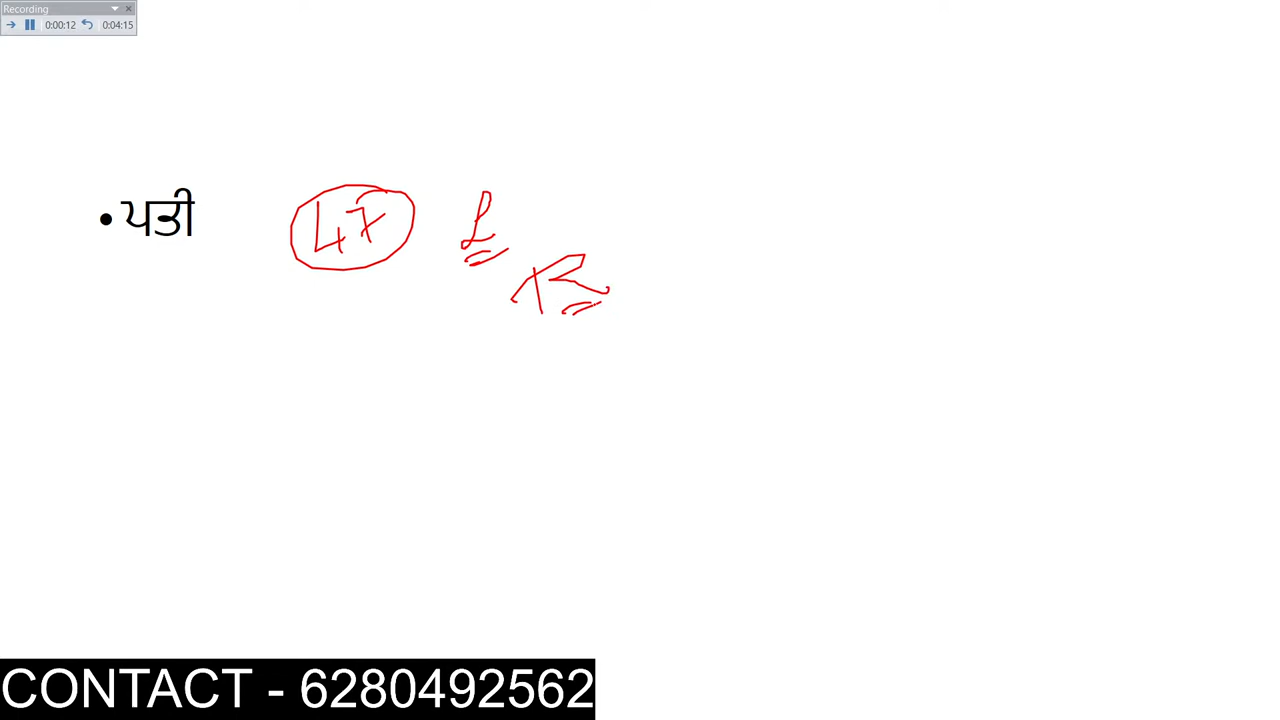 Recording
0:00:12 0:04:15
• ਪਤੀ 47 L
R
CONTACT - 6280492562